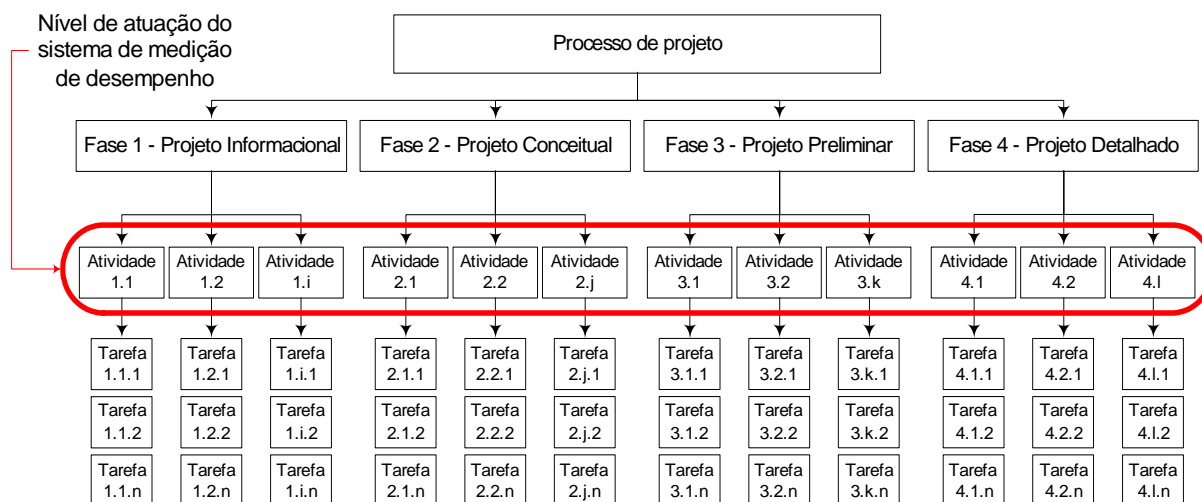 Nível de atuação do
sistema de medição
de desempenho
Processo de projeto
Fase 1 - Projeto Informacional
Fase 2 - Projeto Conceitual
Fase 3 - Projeto Preliminar
Fase 4 - Projeto Detalhado
Atividade
1.1
Atividade
1.2
Atividade
1.i
Atividade
2.1
Atividade
2.2
Atividade
2.j
Atividade
3.1
Atividade
3.2
Atividade
3.k
Atividade
4.1
Atividade
4.2
Atividade
4.l
Tarefa
1.1.1
Tarefa
1.2.1
Tarefa
1.i.1
Tarefa
2.1.1
Tarefa
2.2.1
Tarefa
2.j.1
Tarefa
3.1.1
Tarefa
3.2.1
Tarefa
3.k.1
Tarefa
4.1.1
Tarefa
4.2.1
Tarefa
4.l.1
Tarefa
1.1.2
Tarefa
1.2.2
Tarefa
1.i.2
Tarefa
2.1.2
Tarefa
2.2.2
Tarefa
2.j.2
Tarefa
3.1.2
Tarefa
3.2.2
Tarefa
3.k.2
Tarefa
4.1.2
Tarefa
4.2.2
Tarefa
4.l.2
Tarefa
1.1.n
Tarefa
1.2.n
Tarefa
1.i.n
Tarefa
2.1.n
Tarefa
2.2.n
Tarefa
2.j.n
Tarefa
3.1.n
Tarefa
3.2.n
Tarefa
3.k.n
Tarefa
4.1.n
Tarefa
4.2.n
Tarefa
4.l.n